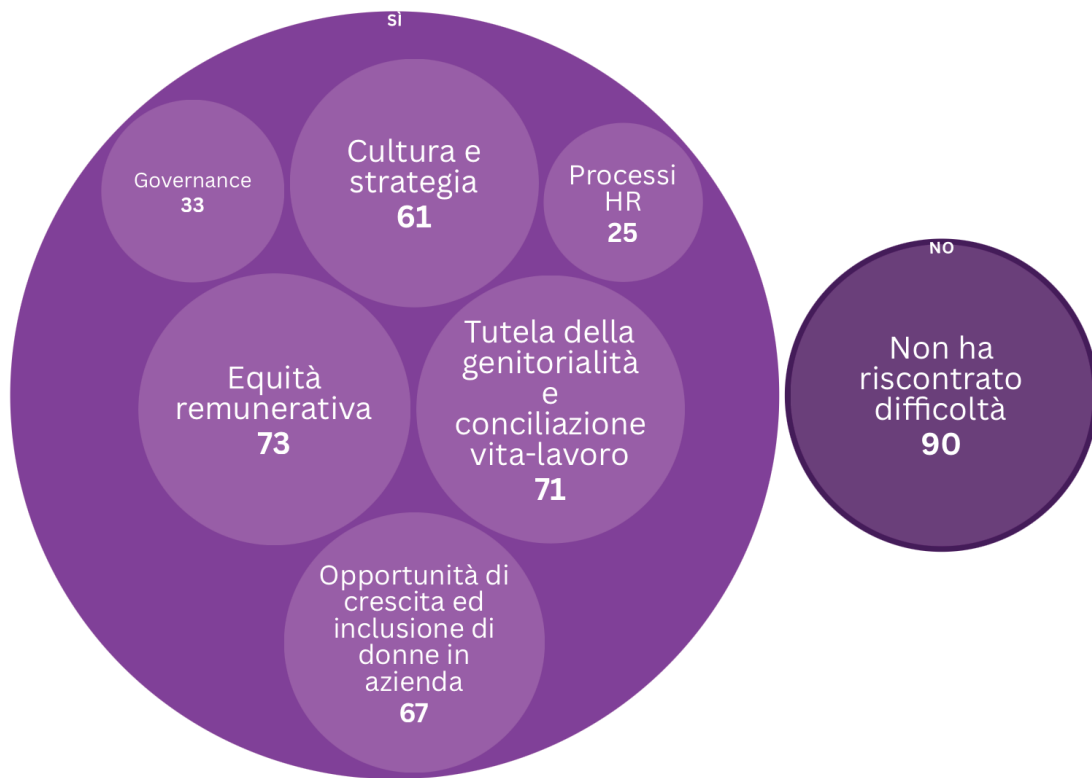 SÌ
Governance
33
Cultura e
strategia
61
Processi
HR
25
Equità
remunerativa
73
Tutela della
genitorialità
e
conciliazione
vita-lavoro
71
Opportunità di
crescita ed
inclusione di
donne in
azienda
67
NO
Non ha
riscontrato
difficoltà
90